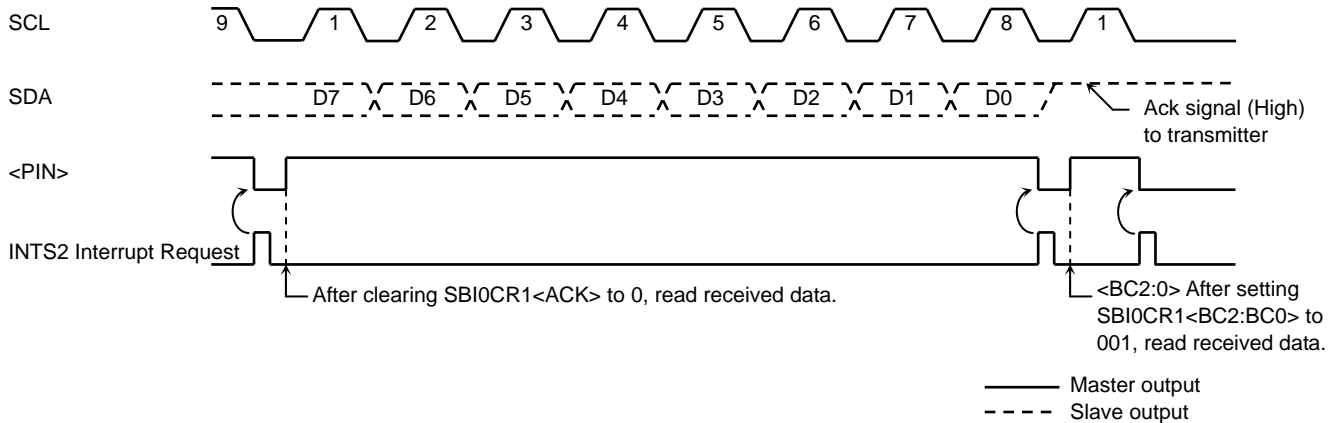 SCL 9 1 2 3 4 5 6 7 8 1
SDA D7 D6 D5 D4 D3 D2 D1 D0
Ack signal (High)
to transmitter
<PIN>
INTS2 Interrupt Request
After clearing SBI0CR1<ACK> to 0, read received data.
<BC2:0> After setting
SBI0CR1<BC2:BC0> to
001, read received data.
Master output
Slave output